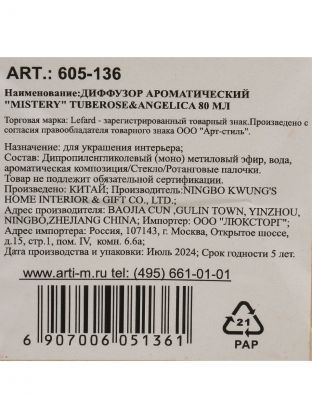 ART.: 605-136
Наименование:ДИФФУЗОР АРОМАТИЧЕСКИЙ
"MISTERY" TUBEROSE&ANGELICA 80 МЛ
Торговая марка: Lefard - зарегистрированный товарный знак.Произведено с
согласия правообладателя товарного знака ООО "Арт-стиль".
Назначение: для украшения интерьера;
Состав: Дипропиленгликолевый (моно) метиловый эфир, вода,
ароматическая композиция/Стекло/Ротанговые палочки.
Товар не подлежит обязательной сертификации.
Произведено: КИТАЙ; Производитель:NINGBO KWUNG'S
HOME INTERIOR & GIFT CO., LTD.;
Адрес производителя: BAOJIA CUN ,GULIN TOWN, YINZHOU,
NINGBO,ZHEJIANG CHINA; Импортер: ООО "ЛЮКСТОРГ";
Адрес импортера: Россия, 107143, г. Москва, Открытое шоссе,
д.15, стр.1, пом. IV, комн. 6.6а;
Дата производства и упаковки: Июль 2024; Срок годности 5 лет.
www.arti-m.ru tel: (495) 661-01-01
6 907006 051361
21
PAP